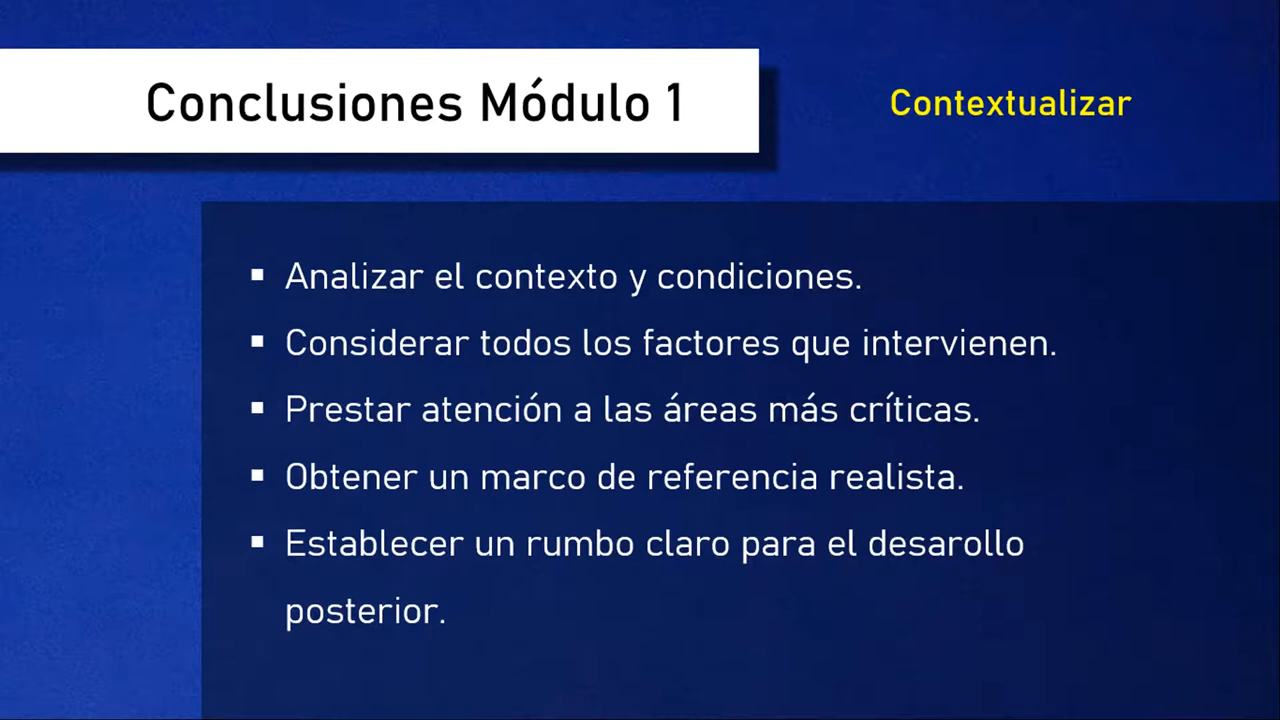 Conclusiones Módulo 1
Contextualizar
▪ Analizar el contexto y condiciones.
▪ Considerar todos los factores que intervienen.
▪ Prestar atención a las áreas más críticas.
▪ Obtener un marco de referencia realista.
▪ Establecer un rumbo claro para el desarollo
posterior.